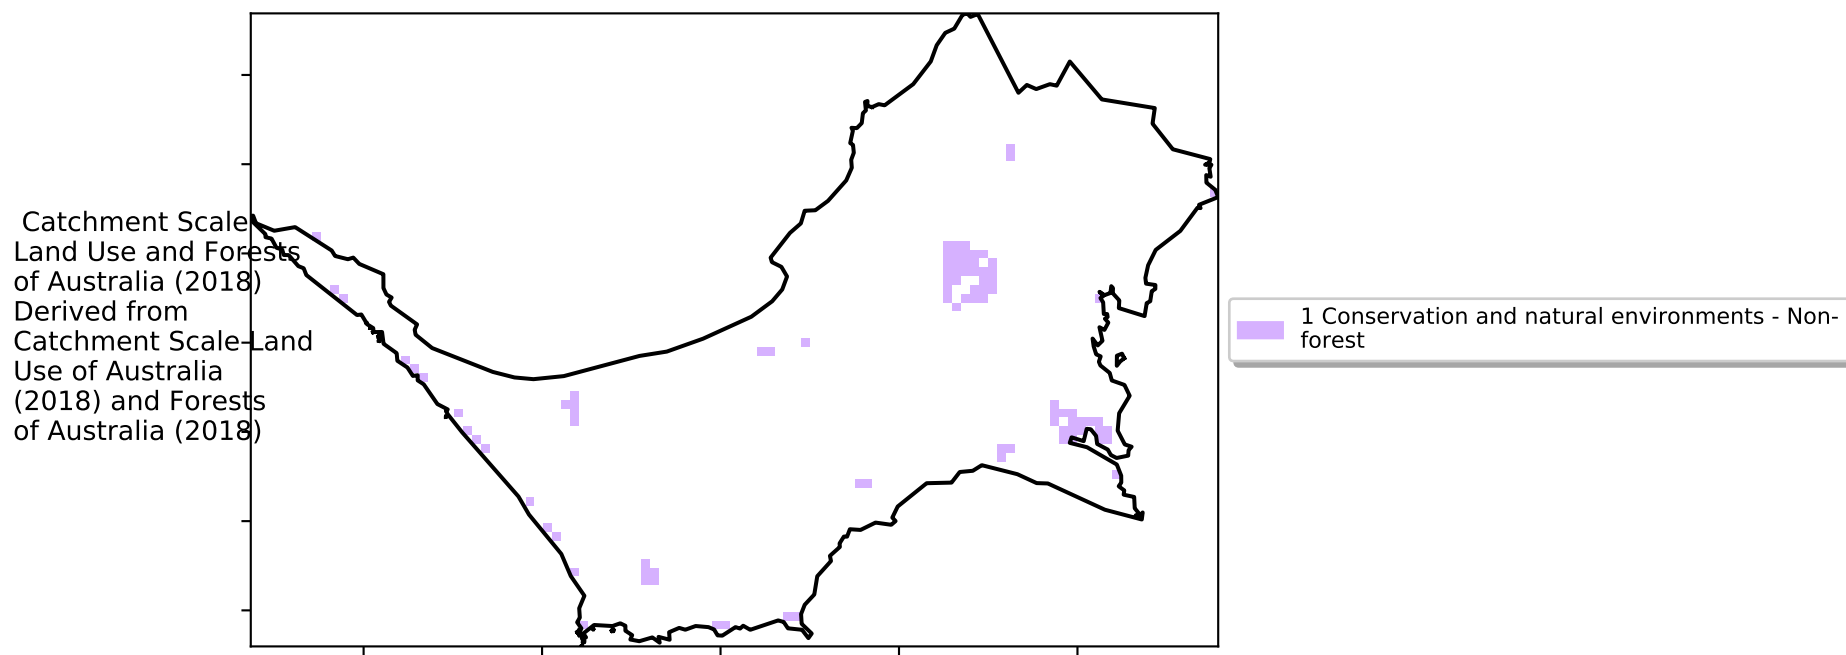 Catchment Scale
Land Use and Forests
of Australia (2018)
Derived from
Catchment Scale Land
Use of Australia
(2018) and Forests
of Australia (2018)
1 Conservation and natural environments - Non-
forest